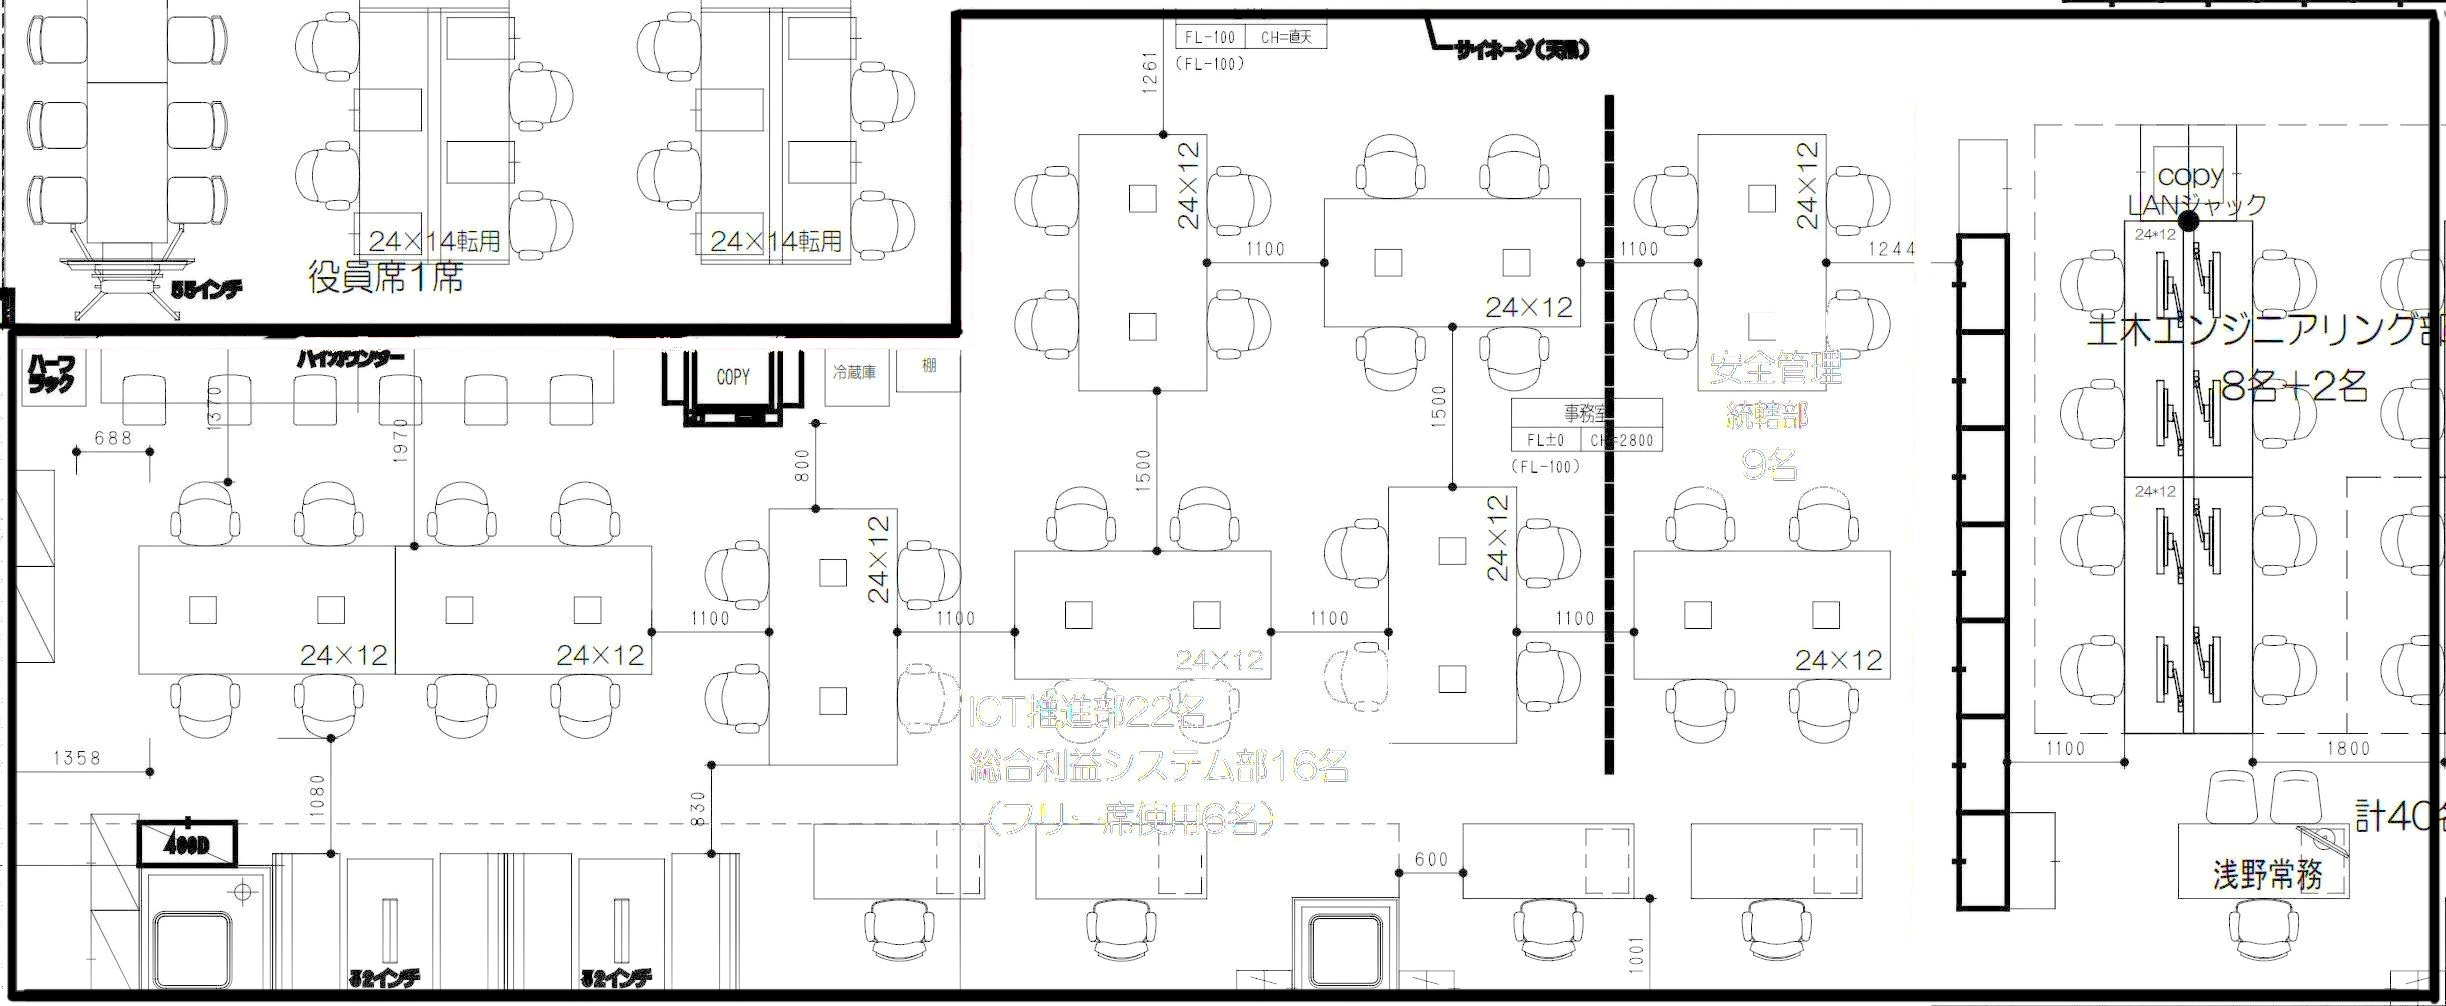 FL-100 CH=直天
(FL-100)
サイネージ(天吊)
1261
24×12
24×12
copy
LANジャック
24*12
24×14転用
24×14転用
役員席1席
55インチ
1100
1100
1244
24×12
土木エンジニアリング部
8名+2名
ハーフ
ラック
ハイカウンター
COPY
冷蔵庫
棚
安全管理
統轄部
9名
1370
1970
688
800
1500
1500
事務室
FL±0 CH=2800
(FL-100)
24*12
24×12
24×12
1100
1100
1100
1100
24×12
24×12
24×12
24×12
ICT推進部22名
総合利益システム部16名
(フリー席使用6名)
1358
1080
830
1100
1800
計40名
400D
600
浅野常務
1001
32インチ
32インチ